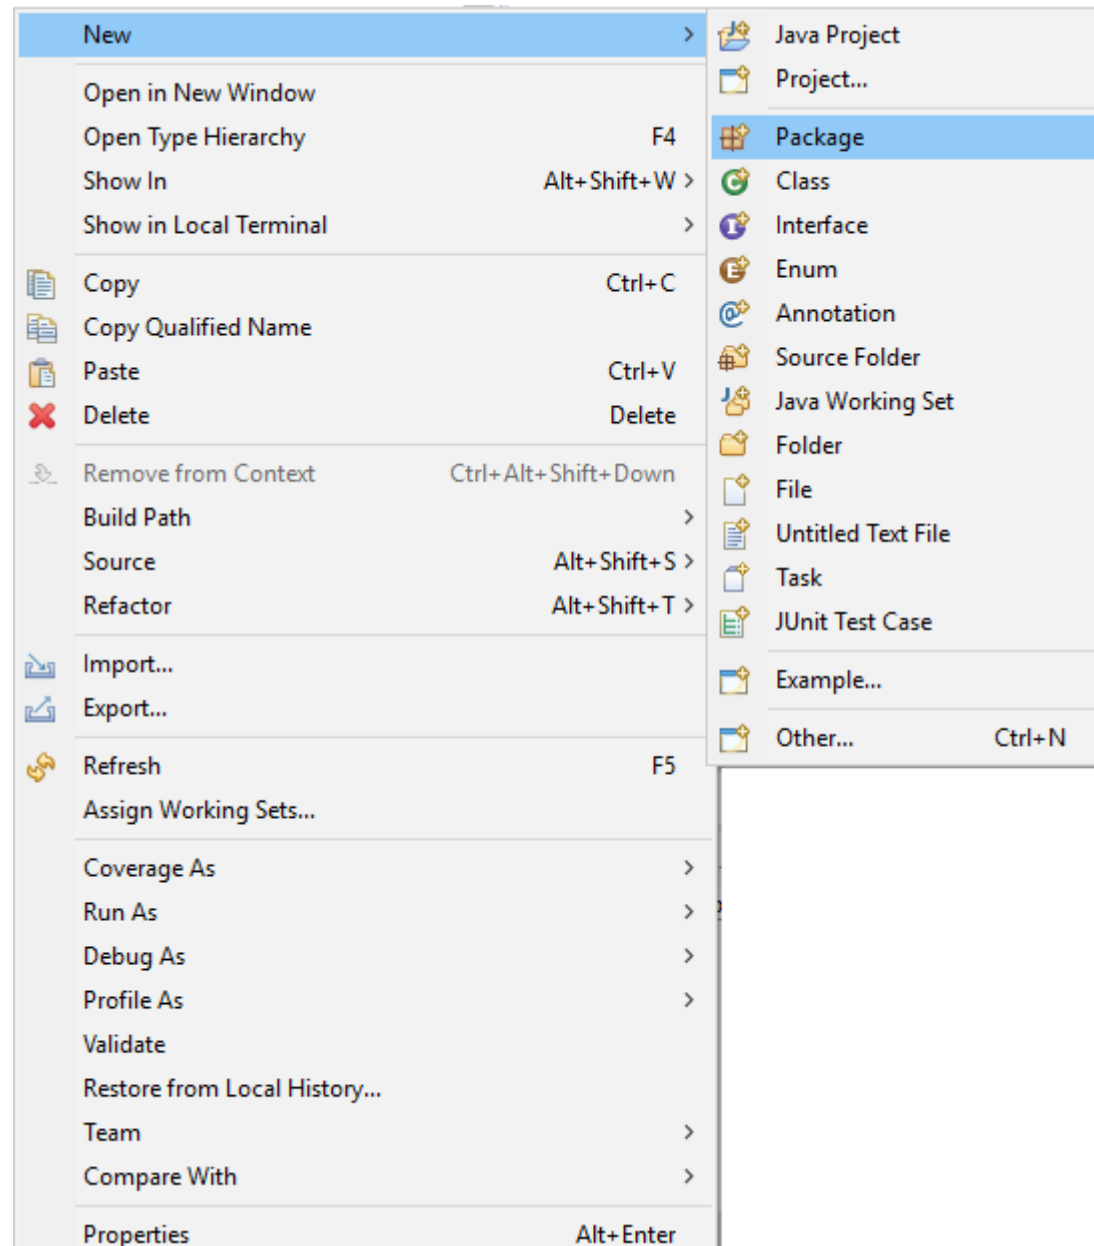 New >
Open in New Window
Open Type Hierarchy F4
Show In Alt+Shift+W >
Show in Local Terminal >
Copy Ctrl+C
Copy Qualified Name
Paste Ctrl+V
Delete Delete
Remove from Context Ctrl+Alt+Shift+Down
Build Path >
Source Alt+Shift+S >
Refactor Alt+Shift+T >
Import...
Export...
Refresh F5
Assign Working Sets...
Coverage As >
Run As >
Debug As >
Profile As >
Validate
Restore from Local History...
Team >
Compare With >
Properties Alt+Enter
Java Project
Project...
Package
Class
Interface
Enum
Annotation
Source Folder
Java Working Set
Folder
File
Untitled Text File
Task
JUnit Test Case
Example...
Other... Ctrl+N